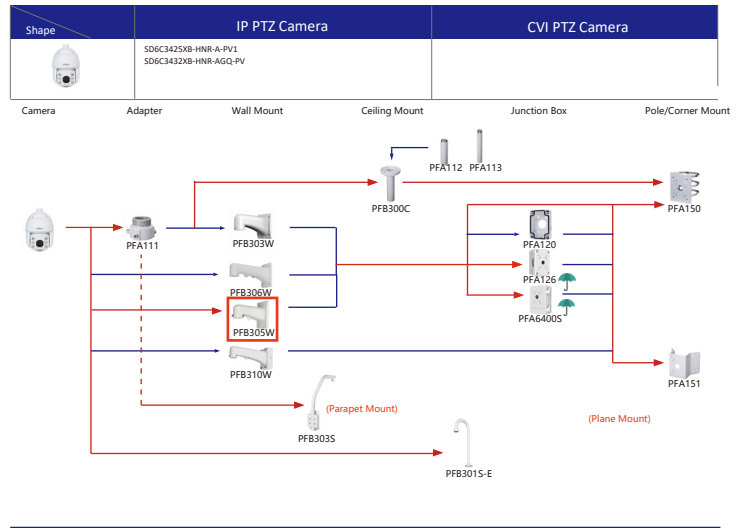 Shape
IP PTZ Camera
CVI PTZ Camera
SD6C3425XB-HNR-A-PV1
SD6C3432XB-HNR-AGQ-PV
Camera
Adapter
Wall Mount
Ceiling Mount
Junction Box
Pole/Corner Mount
PFA112
PFA113
PFB300C
PFA150
PFA111
PFB303W
PFA120
PFB306W
PFA126
PFB305W
PFA6400S
PFB310W
PFA151
(Parapet Mount)
PFB303S
(Plane Mount)
PFB301S-E